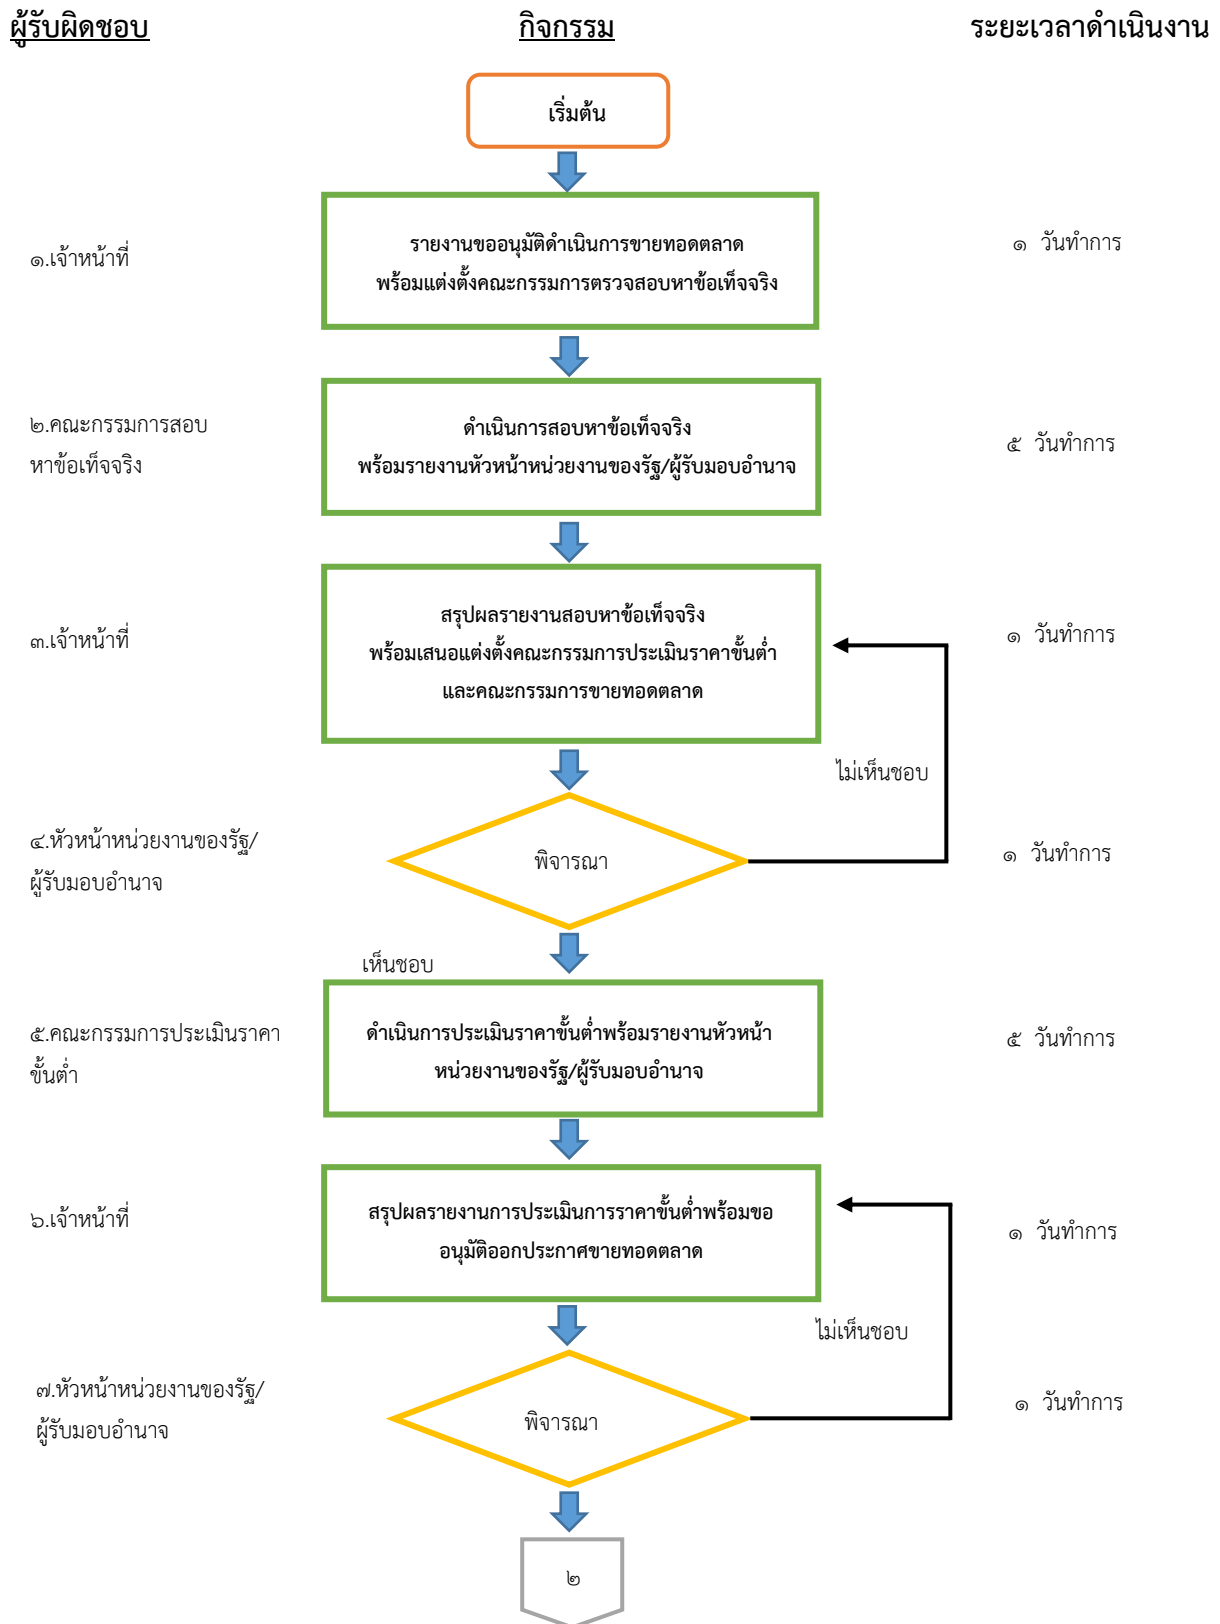 ผู้รับผิดชอบ
กิจกรรม
ระยะเวลาดำเนินงาน
เริ่มต้น
๑.เจ้าหน้าที่
รายงานขออนุมัติดำเนินการขายทอดตลาด
พร้อมแต่งตั้งคณะกรรมการตรวจสอบหาข้อเท็จจริง
๑ วันทำการ
๒.คณะกรรมการสอบ
หาข้อเท็จจริง
ดำเนินการสอบหาข้อเท็จจริง
พร้อมรายงานหัวหน้าหน่วยงานของรัฐ/ผู้รับมอบอำนาจ
๕ วันทำการ
๓.เจ้าหน้าที่
สรุปผลรายงานสอบหาข้อเท็จจริง
พร้อมเสนอแต่งตั้งคณะกรรมการประเมินราคาขั้นต่ำ
และคณะกรรมการขายทอดตลาด
๑ วันทำการ
ไม่เห็นชอบ
๔.หัวหน้าหน่วยงานของรัฐ/
ผู้รับมอบอำนาจ
พิจารณา
๑ วันทำการ
เห็นชอบ
๕.คณะกรรมการประเมินราคา
ขั้นต่ำ
ดำเนินการประเมินราคาขั้นต่ำพร้อมรายงานหัวหน้า
หน่วยงานของรัฐ/ผู้รับมอบอำนาจ
๕ วันทำการ
๖.เจ้าหน้าที่
สรุปผลรายงานการประเมินการราคาขั้นต่ำพร้อมขอ
อนุมัติออกประกาศขายทอดตลาด
๑ วันทำการ
ไม่เห็นชอบ
๗.หัวหน้าหน่วยงานของรัฐ/
ผู้รับมอบอำนาจ
พิจารณา
๑ วันทำการ
๒